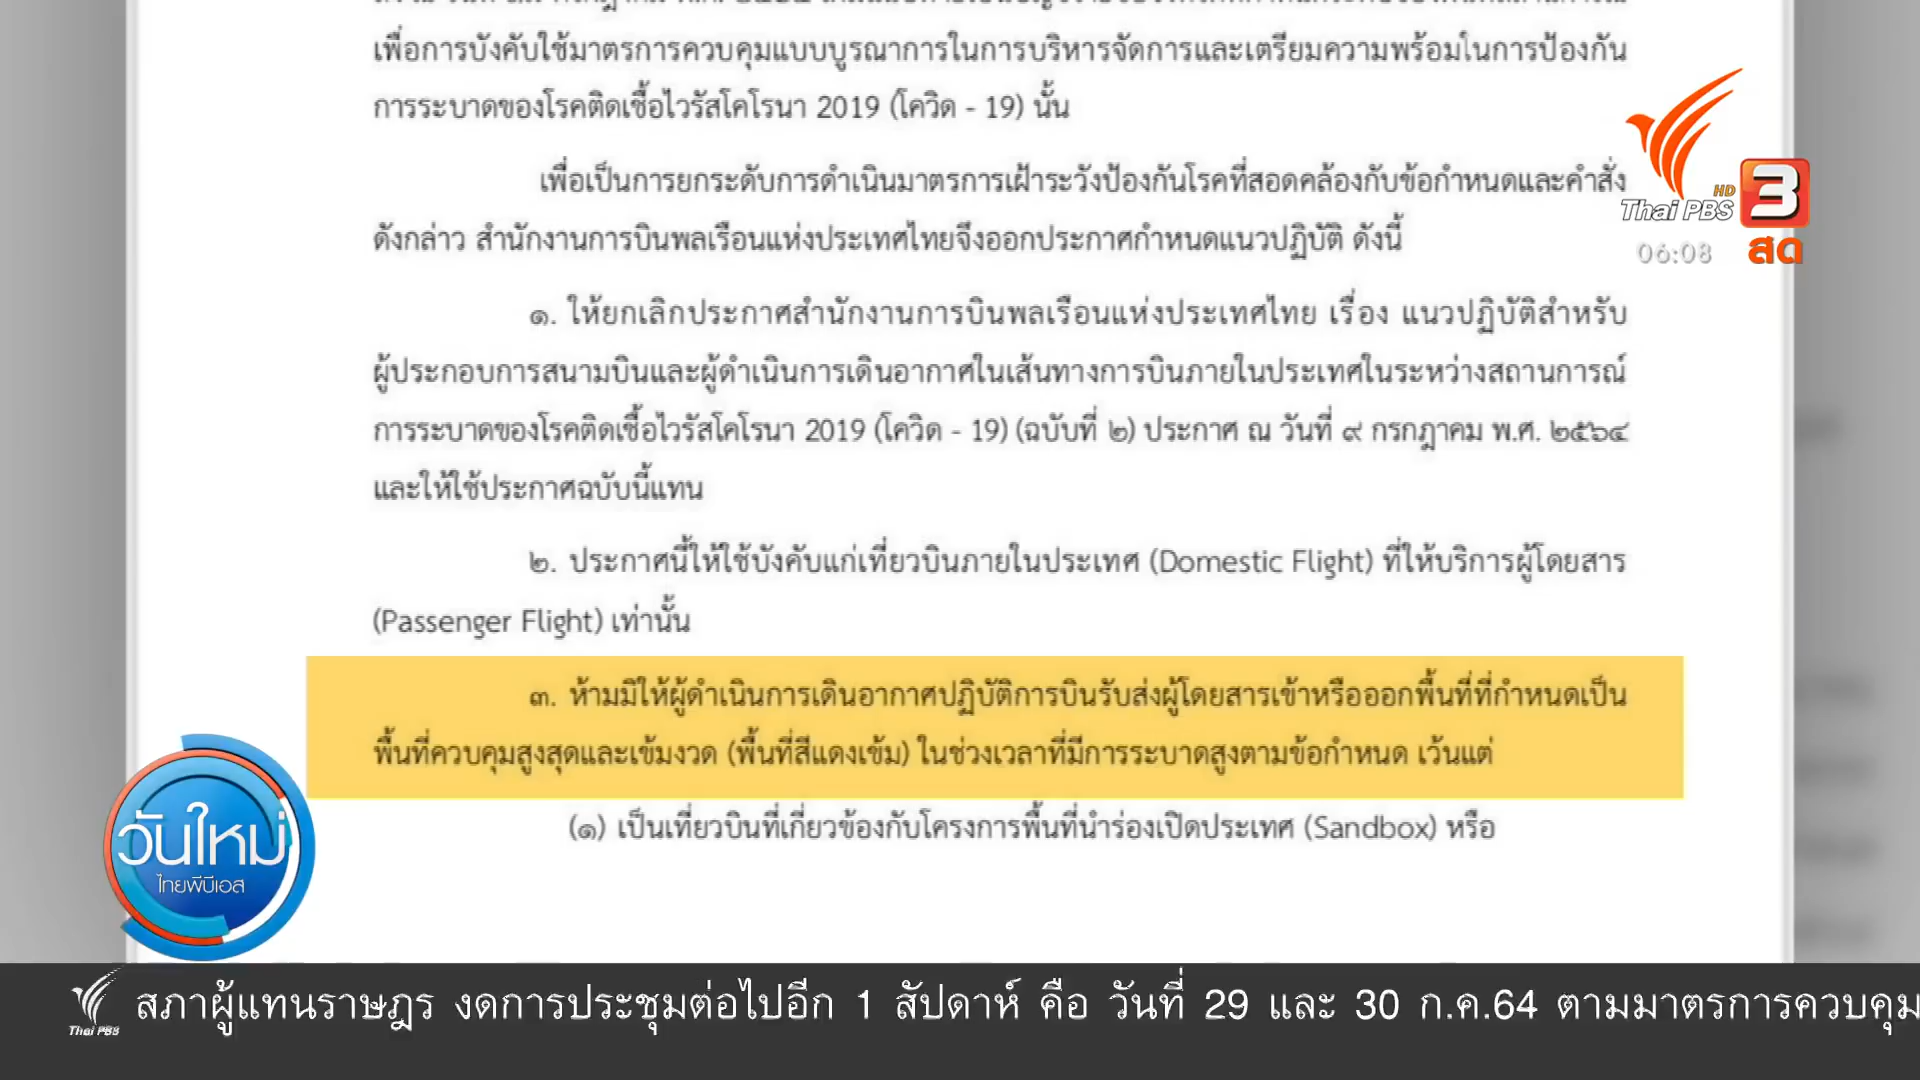 เพื่อการบังคับใช้มาตรการควบคุมแบบบูรณาการในการบริหารจัดการและเตรียมความพร้อมในการป้องกัน
การระบาดของโรคติดเชื้อไวรัสโคโรนา 2019 (โควิด - 19) นั้น
เพื่อเป็นการยกระดับการดำเนินมาตรการเฝ้าระวังป้องกันโรคที่สอดคล้องกับข้อกำหนดและคำสั่ง
ดังกล่าว สำนักงานการบินพลเรือนแห่งประเทศไทยจึงออกประกาศกำหนดแนวปฏิบัติ ดังนี้
๑. ให้ยกเลิกประกาศสำนักงานการบินพลเรือนแห่งประเทศไทย เรื่อง แนวปฏิบัติสำหรับ
ผู้ประกอบการสนามบินและผู้ดำเนินการเดินอากาศในเส้นทางการบินภายในประเทศในระหว่างสถานการณ์
การระบาดของโรคติดเชื้อไวรัสโคโรนา 2019 (โควิด - 19) (ฉบับที่ ๒) ประกาศ ณ วันที่ ๙ กรกฎาคม พ.ศ. ๒๕๖๔
และให้ใช้ประกาศฉบับนี้แทน
๒. ประกาศนี้ให้ใช้บังคับแก่เที่ยวบินภายในประเทศ (Domestic Flight) ที่ให้บริการผู้โดยสาร
(Passenger Flight) เท่านั้น
๓. ห้ามมิให้ผู้ดำเนินการเดินอากาศปฏิบัติการบินรับส่งผู้โดยสารเข้าหรือออกพื้นที่ที่กำหนดเป็น
พื้นที่ควบคุมสูงสุดและเข้มงวด (พื้นที่สีแดงเข้ม) ในช่วงเวลาที่มีการระบาดสูงตามข้อกำหนด เว้นแต่
(๑) เป็นเที่ยวบินที่เกี่ยวข้องกับโครงการพื้นที่นำร่องเปิดประเทศ (Sandbox) หรือ
HD
Thai PBS 3
06:08 สด
วันใหม่
ไทยพีบีเอส
Thai PBS
สภาผู้แทนราษฎร งดการประชุมต่อไปอีก 1 สัปดาห์ คือ วันที่ 29 และ 30 ก.ค.64 ตามมาตรการควบคุม